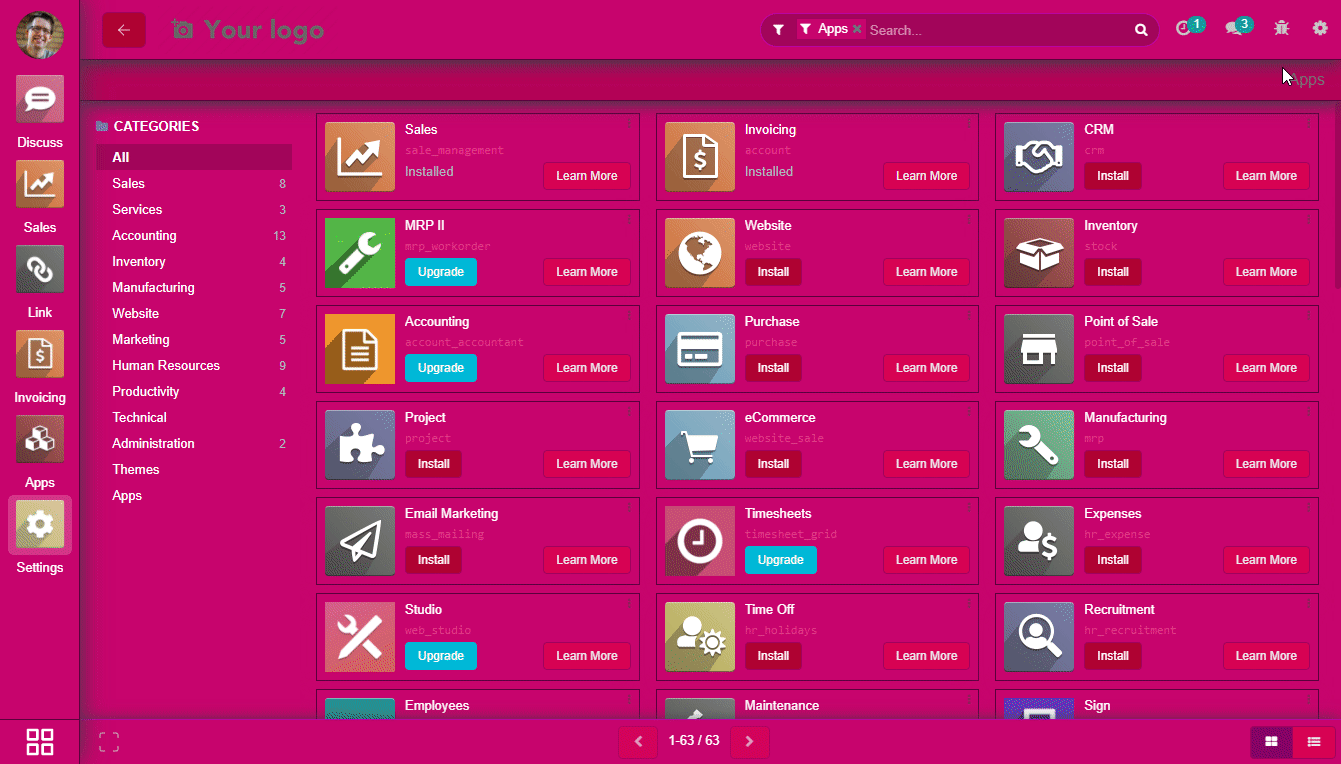 Your logo
Apps × Search...
1
3
Apps
Discuss
Sales
Link
Invoicing
Apps
Settings
CATEGORIES
All
Sales 8
Services 3
Accounting 13
Inventory 4
Manufacturing 5
Website 7
Marketing 5
Human Resources 9
Productivity 4
Technical
Administration 2
Themes
Apps
Sales
sale_management
Installed Learn More
Invoicing
account
Installed Learn More
CRM
crm
Install Learn More
MRP II
mrp_workorder
Upgrade Learn More
Website
website
Install Learn More
Inventory
stock
Install Learn More
Accounting
account_accountant
Upgrade Learn More
Purchase
purchase
Install Learn More
Point of Sale
point_of_sale
Install Learn More
Project
project
Install Learn More
eCommerce
website_sale
Install Learn More
Manufacturing
mrp
Install Learn More
Email Marketing
mass_mailing
Install Learn More
Timesheets
timesheet_grid
Upgrade Learn More
Expenses
hr_expense
Install Learn More
Studio
web_studio
Upgrade Learn More
Time Off
hr_holidays
Install Learn More
Recruitment
hr_recruitment
Install Learn More
Employees
Maintenance
Sign
1-63 / 63